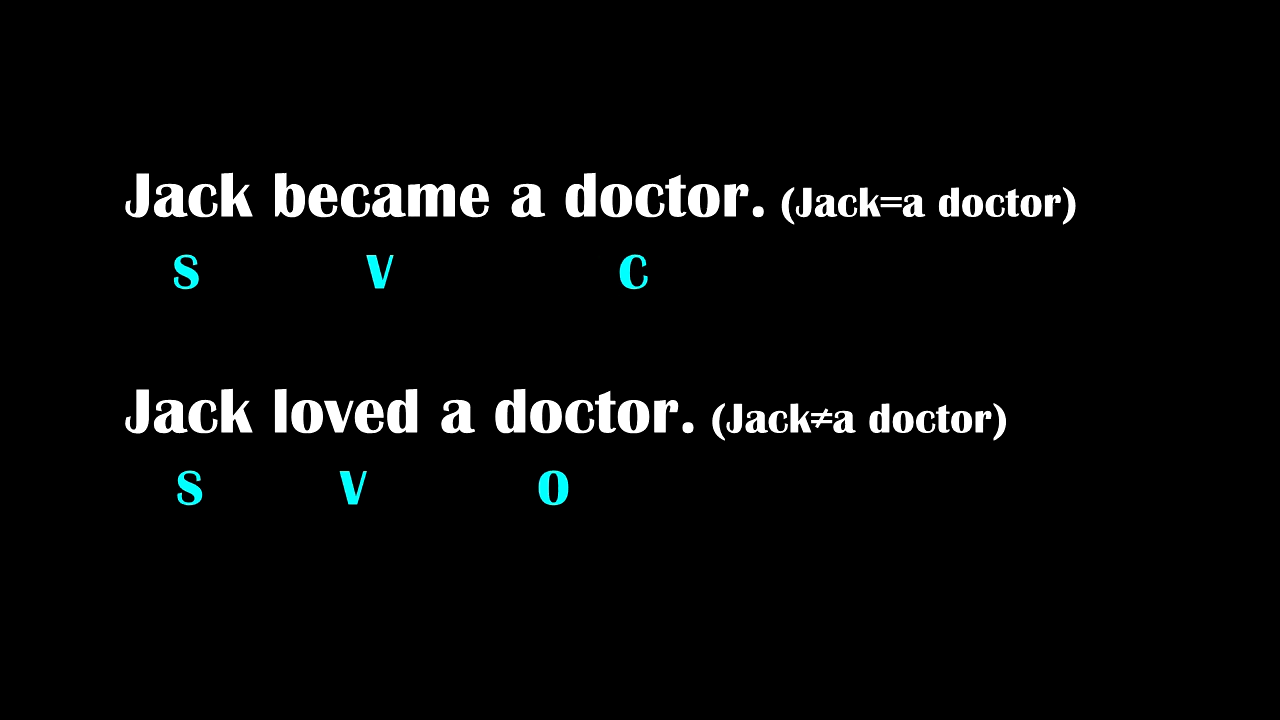 Jack became a doctor. (Jack=a doctor)
S V C
Jack loved a doctor. (Jack≠a doctor)
S V O